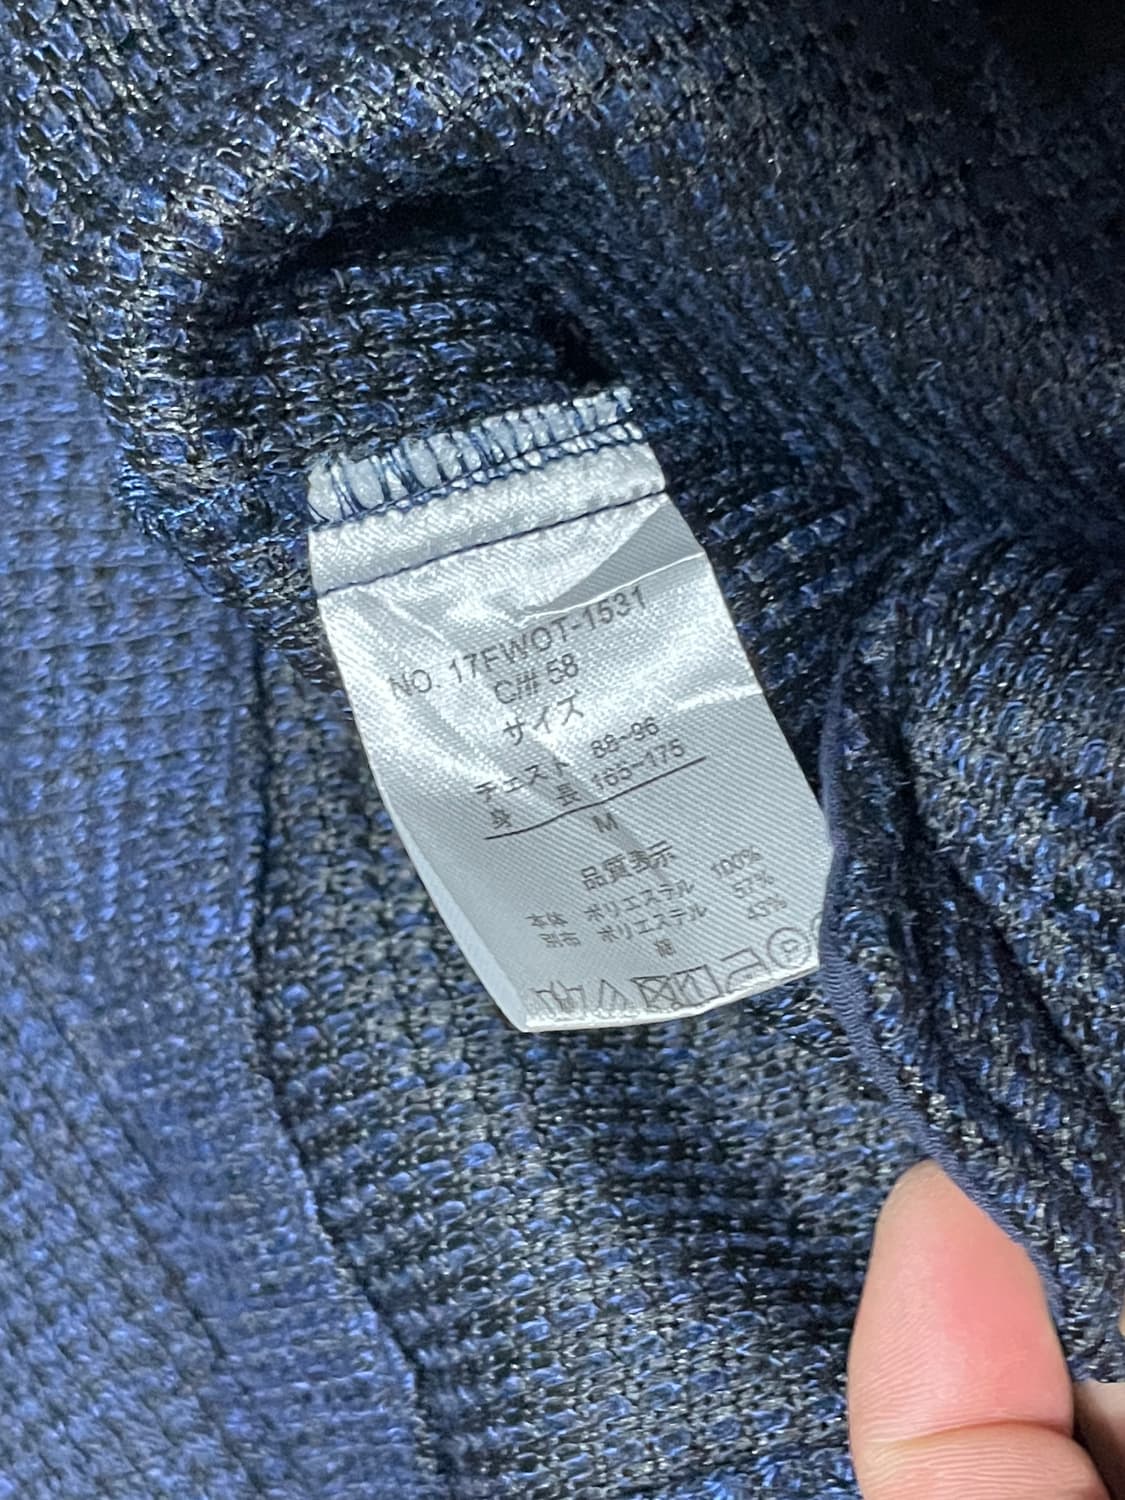 NO. 17FWOT-1531
C/# 58
サイズ
チェスト 88~96
身 長 165~175
M
品質表示
本体 ポリエステル 100%
別布 ポリエステル 57%
綿 43%